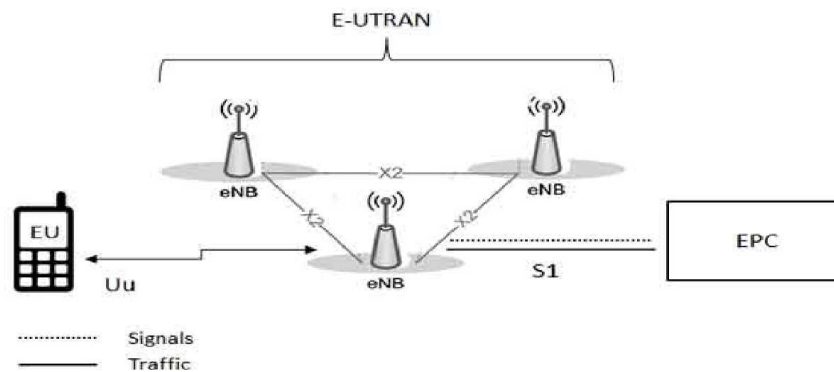 E-UTRAN
X2
eNB
eNB
X2
X2
EU
EPC
Uu
eNB
S1
Signals
Traffic